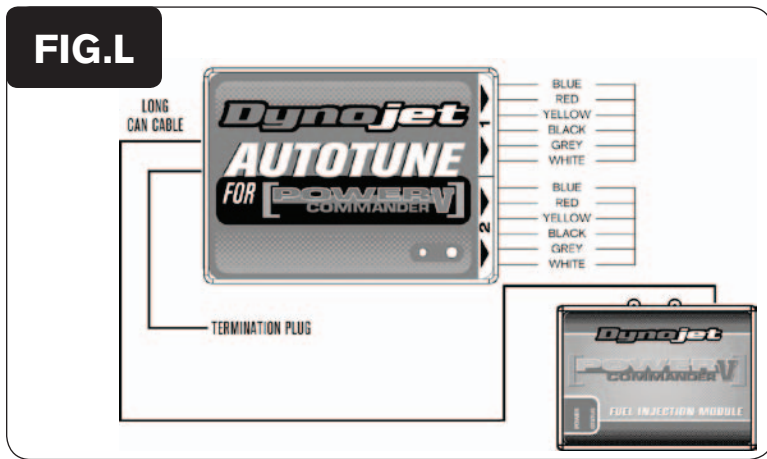 FIG.L
LONG
CAN CABLE
Dynojet
AUTOTUNE
FOR [POWER V]
COMMANDER
1
2
BLUE
RED
YELLOW
BLACK
GREY
WHITE
BLUE
RED
YELLOW
BLACK
GREY
WHITE
TERMINATION PLUG
Dynojet
[POWER V]
COMMANDER
FUEL INJECTION MODULE